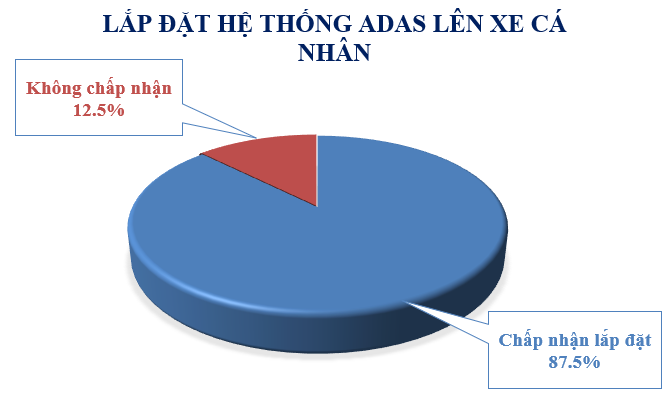 LẮP ĐẶT HỆ THỐNG ADAS LÊN XE CÁ
NHÂN
Không chấp nhận
12.5%
Chấp nhận lắp đặt
87.5%